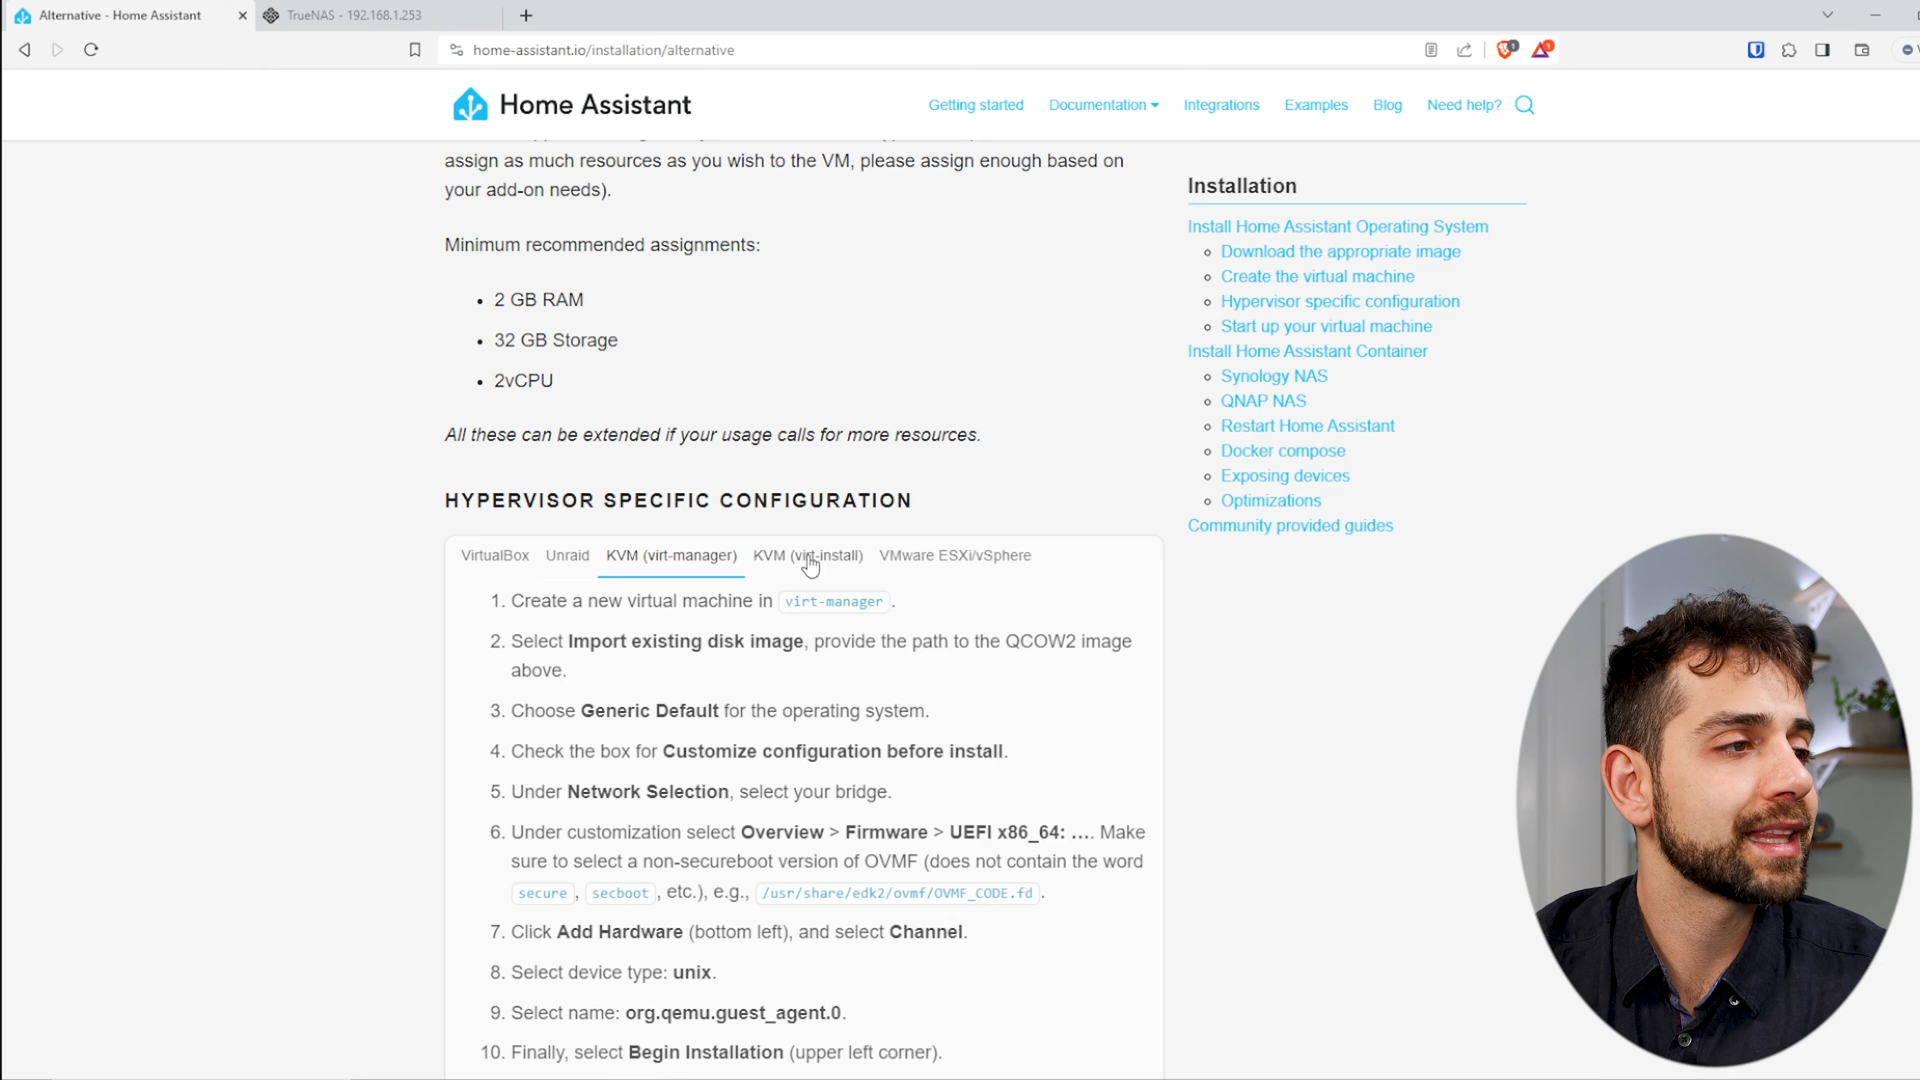 Alternative - Home Assistant
TrueNAS - 192.168.1.253
home-assistant.io/installation/alternative
1
1
Home Assistant
Getting started
Documentation
Integrations
Examples
Blog
Need help?
assign as much resources as you wish to the VM, please assign enough based on
your add-on needs).
Minimum recommended assignments:
• 2 GB RAM
• 32 GB Storage
• 2vCPU
All these can be extended if your usage calls for more resources.
HYPERVISOR SPECIFIC CONFIGURATION
VirtualBox
Unraid
KVM (virt-manager)
KVM (virt-install)
VMware ESXi/vSphere
1. Create a new virtual machine in virt-manager.
2. Select Import existing disk image, provide the path to the QCOW2 image
above.
3. Choose Generic Default for the operating system.
4. Check the box for Customize configuration before install.
5. Under Network Selection, select your bridge.
6. Under customization select Overview > Firmware > UEFI x86_64: .... Make
sure to select a non-secureboot version of OVMF (does not contain the word
secure, secboot, etc.), e.g., /usr/share/edk2/ovmf/OVMF_CODE.fd.
7. Click Add Hardware (bottom left), and select Channel.
8. Select device type: unix.
9. Select name: org.qemu.guest_agent.0.
10. Finally, select Begin Installation (upper left corner).
Installation
Install Home Assistant Operating System
Download the appropriate image
Create the virtual machine
Hypervisor specific configuration
Start up your virtual machine
Install Home Assistant Container
Synology NAS
QNAP NAS
Restart Home Assistant
Docker compose
Exposing devices
Optimizations
Community provided guides